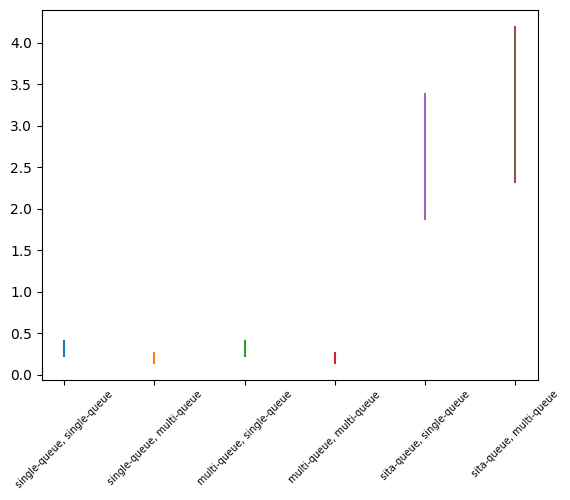 4.0
3.5
3.0
2.5
2.0
1.5
1.0
0.5
0.0
single-queue, single-queue
single-queue, multi-queue
multi-queue, single-queue
multi-queue, multi-queue
sita-queue, single-queue
sita-queue, multi-queue